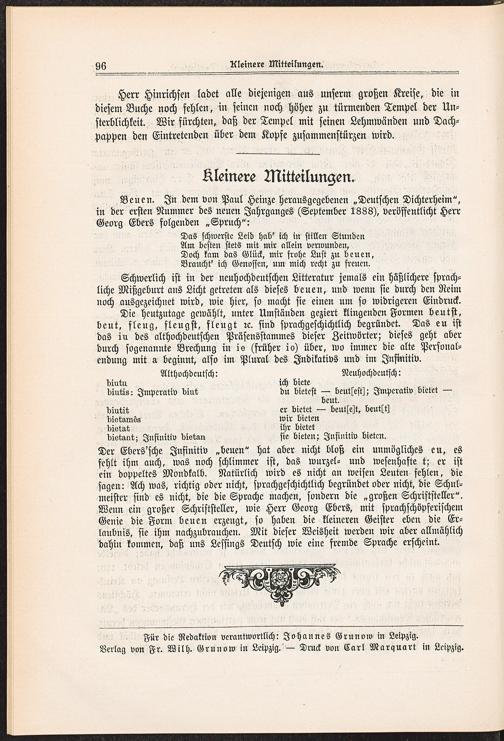 96 Kleinere Mitteilungen.
Herr Hinrichsen ladet alle diejenigen aus unserm großen Kreise, die in
diesem Buche noch fehlen, in seinen noch höher zu türmenden Tempel der Un-
sterblichkeit. Wir fürchten, daß der Tempel mit seinen Lehmwänden und Dach-
pappen den Eintretenden über dem Kopfe zusammenstürzen wird.
Kleinere Mitteilungen.
Beuen. In dem von Paul Heinze herausgegebenen „Deutschen Dichterheim“,
in der ersten Nummer des neuen Jahrganges (September 1888), veröffentlicht Herr
Georg Ebers folgenden „Spruch“:
Das schwerste Leid hab' ich in stillen Stunden
Am besten stets mit mir allein verwunden,
Doch kam das Glück, mir frohe Lust zu beuen,
Braucht' ich Genossen, um mich recht zu freuen.
Schwerlich ist in der neuhochdeutschen Litteratur jemals ein häßlichere sprach-
liche Mißgeburt ans Licht getreten als dieses beuen, und wenn sie durch den Reim
noch ausgezeichnet wird, wie hier, so macht sie einen um so widrigeren Eindruck.
Die heutzutage gewählt, unter Umständen geziert klingenden Formen beutst,
beut, fleug, fleugst, fleugt ꝛc. sind sprachgeschichtlich begründet. Das eu ist
das iu des althochdeutschen Präsensstammes dieser Zeitwörter; dieses geht aber
durch sogenannte Brechung in io (früher io) über, wo immer die alte Personal-
endung mit a beginnt, also im Plural des Indikativs und im Infinitiv.
Althochdeutsch: Neuhochdeutsch:
biutu ich biete
biutis: Imperativ biut du bietest — beut[e]st; Imperativ bietet —
beut.
biutit er bietet — beut[e]t, beut[t]
bietamês wir bieten
bietat ihr bietet
bietant; Infinitiv bietan sie bieten; Infinitiv bieten.
Der Ebers'sche Infinitiv „beuen“ hat aber nicht bloß ein unmögliches eu, es
fehlt ihm auch, was noch schlimmer ist, das wurzel- und wesenhafte t; er ist
ein doppeltes Mondkalb. Natürlich wird es nicht an weisen Leuten fehlen, die
sagen: Ach was, richtig oder nicht, sprachgeschichtlich begründet oder nicht, die Schul-
meister sind es nicht, die die Sprache machen, sondern die „großen Schriftsteller“.
Wenn ein großer Schriftsteller, wie Herr Georg Ebers, mit sprachschöpferischem
Genie die Form beuen erzeugt, so haben die kleineren Geister eben die Er-
laubnis, sie ihm nachzubrauchen. Mit dieser Weisheit werden wir aber allmählich
dahin kommen, daß uns Lessings Deutsch wie eine fremde Sprache erscheint.
Für die Redaktion verantwortlich: Johannes Grunow in Leipzig.
Verlag von Fr. Wilh. Grunow in Leipzig. — Druck von Carl Marquart in Leipzig.